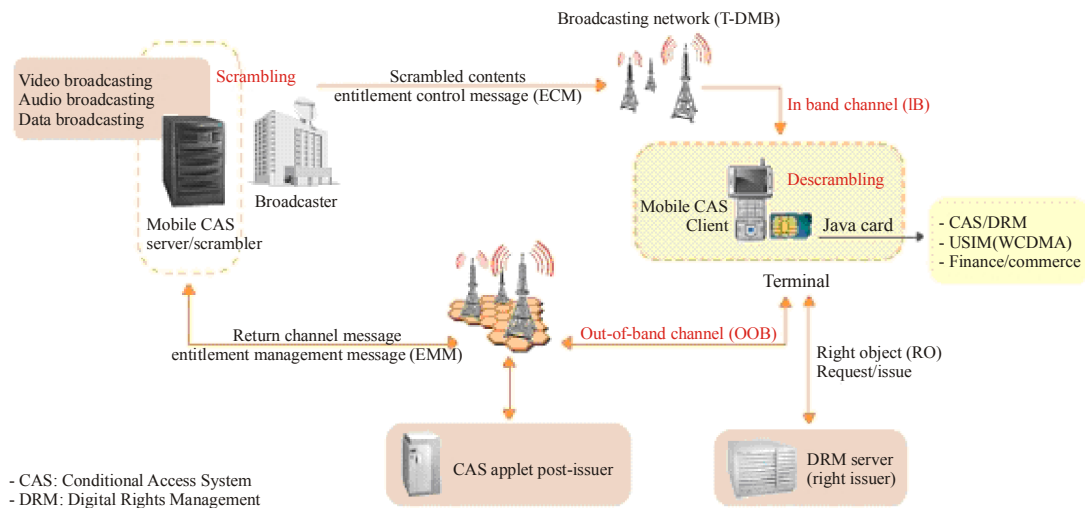 Broadcasting network (T-DMB)
Video broadcasting
Audio broadcasting
Data broadcasting
Scrambling
Scrambled contents
entitlement control message (ECM)
In band channel (IB)
Broadcaster
Mobile CAS
server/scrambler
Descrambling
Mobile CAS
Client
Java card
- CAS/DRM
- USIM(WCDMA)
- Finance/commerce
Terminal
Return channel message
entitlement management message (EMM)
Out-of-band channel (OOB)
Right object (RO)
Request/issue
CAS applet post-issuer
DRM server
(right issuer)
- CAS: Conditional Access System
- DRM: Digital Rights Management